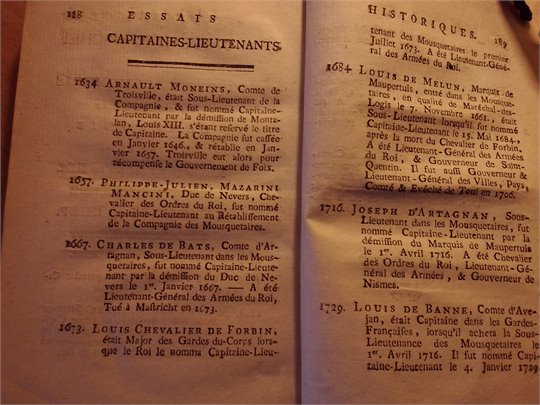 188 ESSAIS
CAPITAINES-LIEUTENANTS
1634 ARNAULT MONEINS, Comte de
Troisville, était Sous-Lieutenant de la
Compagnie, & fut nommé Capitaine-
Lieutenant par la démission de Montalan,
Louis XIII. s'étant reservé le titre
de Capitaine. La Compagnie fut cassée
en Janvier 1646, & rétablie en Jan-
vier 1657. Troisville eut alors pour
récompense le Gouvernement de Foix.
1657. PHILIPPE-JULIEN, MAZARINI
MANCINI, Duc de Nevers, Che-
valier des Ordres du Roi, fut nommé
Capitaine-Lieutenant au Rétablissement
de la Compagnie des Mousquetaires.
1667. CHARLES DE BATS, Comte d'Ar-
tagnan, Sous-Lieutenant dans les Mous-
quetaires, fut nommé Capitaine-Lieute-
nant par la démission du Duc de Ne-
vers le 1er. Janvier 1667. — A été
Lieutenant-Général des Armées du Roi,
Tué à Mastricht en 1673.
1673. LOUIS CHEVALIER DE FORBIN,
était Major des Gardes du-Corps lorsque
le Roi le nomma Capitaine-Lieu-
HISTORIQUES. 189
tenant des Mousquetaires le premier
Juillet 1673. A été Lieutenant-Géné-
ral des Armées du Roi.
1684. LOUIS DE MELUN, Marquis de
Maupertuis, entré dans les Mousque-
taires, en qualité de Maréchal-des-
Logis le 7. Novembre 1661, était
Sous-Lieutenant lorsqu'il fut nommé
Capitaine-Lieutenant le 15. Mai 1684.,
après la mort du Chevalier de Forbin,
A été Lieutenant-Général des Armées
du Roi, & Gouverneur de Saint-
Quentin. Il fut aussi Gouverneur &
Lieutenant-Général des Villes, Pays,
Comté & Evêché de Toul en 1706.
1716. JOSEPH D'ARTAGNAN, Sous-
Lieutenant dans les Mousquetaires, fut
nommé Capitaine-Lieutenant par la
démission du Marquis de Maupertuis
le 1er. Avril 1716. A été Chevalier
des Ordres du Roi, Lieutenant-Gé-
néral des Armées, & Gouverneur de
Nismes.
1729. LOUIS DE BANNE, Comte d'Ave-
jan, était Capitaine dans les Gardes-
Françaises, lorsqu'il acheta la Sous-
Lieutenance des Mousquetaires le
1er. Avril 1716. Il fut nommé Capi-
taine-Lieutenant le 4. Janvier 1729